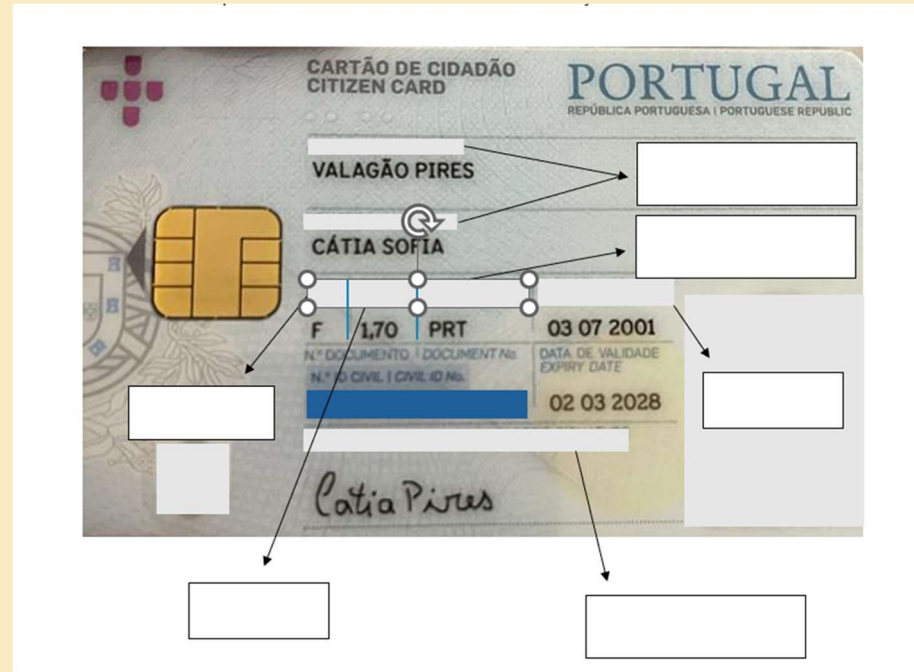 CARTÃO DE CIDADÃO
CITIZEN CARD
PORTUGAL
REPÚBLICA PORTUGUESA | PORTUGUESE REPUBLIC
VALAGÃO PIRES
CÁTIA SOFIA
F 1,70 PRT 03 07 2001
N.º DOCUMENTO | DOCUMENT No. DATA DE VALIDADE
N.º ID CIVIL | CIVIL ID No. EXPIRY DATE
02 03 2028
Catia Pires